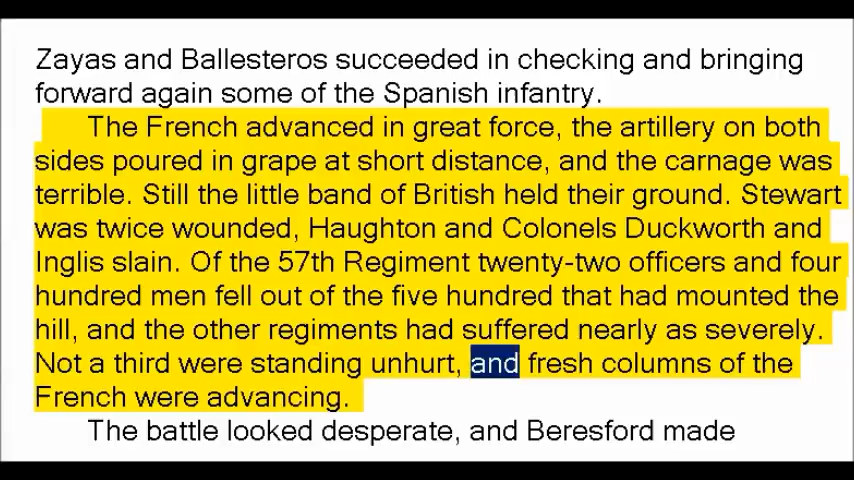 Zayas and Ballesteros succeeded in checking and bringing
forward again some of the Spanish infantry.
The French advanced in great force, the artillery on both
sides poured in grape at short distance, and the carnage was
terrible. Still the little band of British held their ground. Stewart
was twice wounded, Haughton and Colonels Duckworth and
Inglis slain. Of the 57th Regiment twenty-two officers and four
hundred men fell out of the five hundred that had mounted the
hill, and the other regiments had suffered nearly as severely.
Not a third were standing unhurt, and fresh columns of the
French were advancing.
The battle looked desperate, and Beresford made